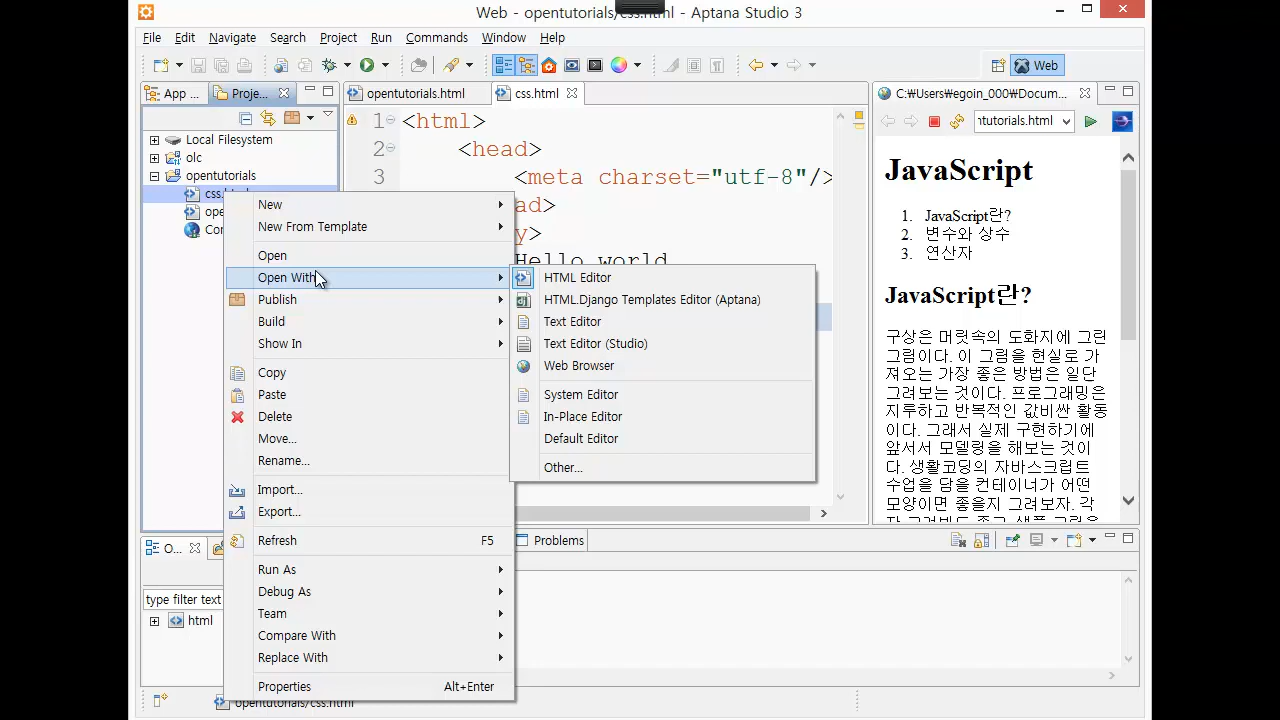 Web - opentutorials/css.html - Aptana Studio 3
File Edit Navigate Search Project Run Commands Window Help
Web
App ...
Proje...
opentutorials.html
css.html
C:₩Users₩egoin_000₩Docum...
ntutorials.html
Local Filesystem
olc
opentutorials
1
2
3
<html>
<head>
<meta charset="utf-8"/>
Hello world
New
New From Template
Open
Open With
Publish
Build
Show In
Copy
Paste
Delete
Move...
Rename...
Import...
Export...
Refresh F5
Run As
Debug As
Team
Compare With
Replace With
Properties Alt+Enter
HTML Editor
HTML.Django Templates Editor (Aptana)
Text Editor
Text Editor (Studio)
Web Browser
System Editor
In-Place Editor
Default Editor
Other...
JavaScript
1. JavaScript란?
2. 변수와 상수
3. 연산자
JavaScript란?
구상은 머릿속의 도화지에 그린
그림이다. 이 그림을 현실로 가
져오는 가장 좋은 방법은 일단
그려보는 것이다. 프로그래밍은
지루하고 반복적인 값비싼 활동
이다. 그래서 실제 구현하기에
앞서서 모델링을 해보는 것이
다. 생활코딩의 자바스크립트
수업을 담을 컨테이너가 어떤
모양이면 좋을지 그려보자. 각
O...
Problems
type filter text
html
opentutorials/css.html